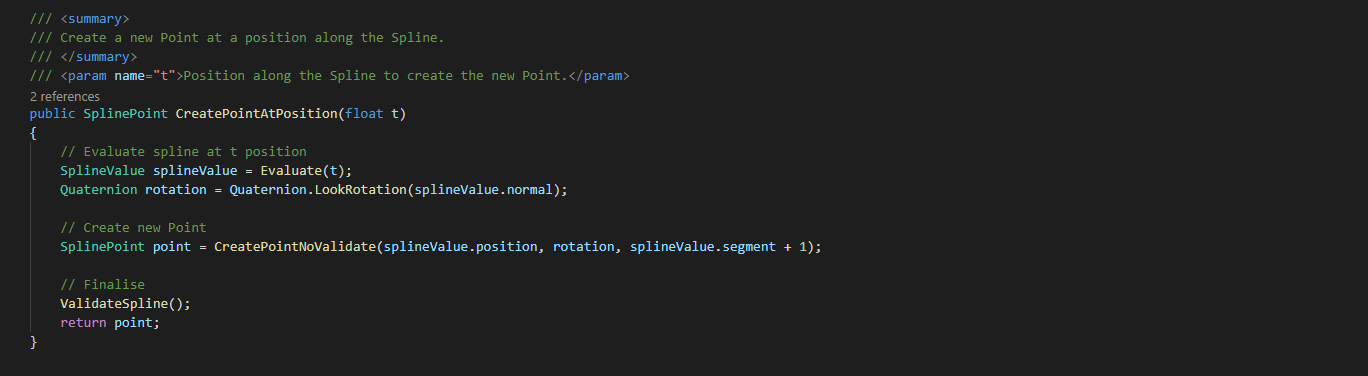 /// <summary>
/// Create a new Point at a position along the Spline.
/// </summary>
/// <param name="t">Position along the Spline to create the new Point.</param>
2 references
public SplinePoint CreatePointAtPosition(float t)
{
    // Evaluate spline at t position
    SplineValue splineValue = Evaluate(t);
    Quaternion rotation = Quaternion.LookRotation(splineValue.normal);

    // Create new Point
    SplinePoint point = CreatePointNoValidate(splineValue.position, rotation, splineValue.segment + 1);

    // Finalise
    ValidateSpline();
    return point;
}